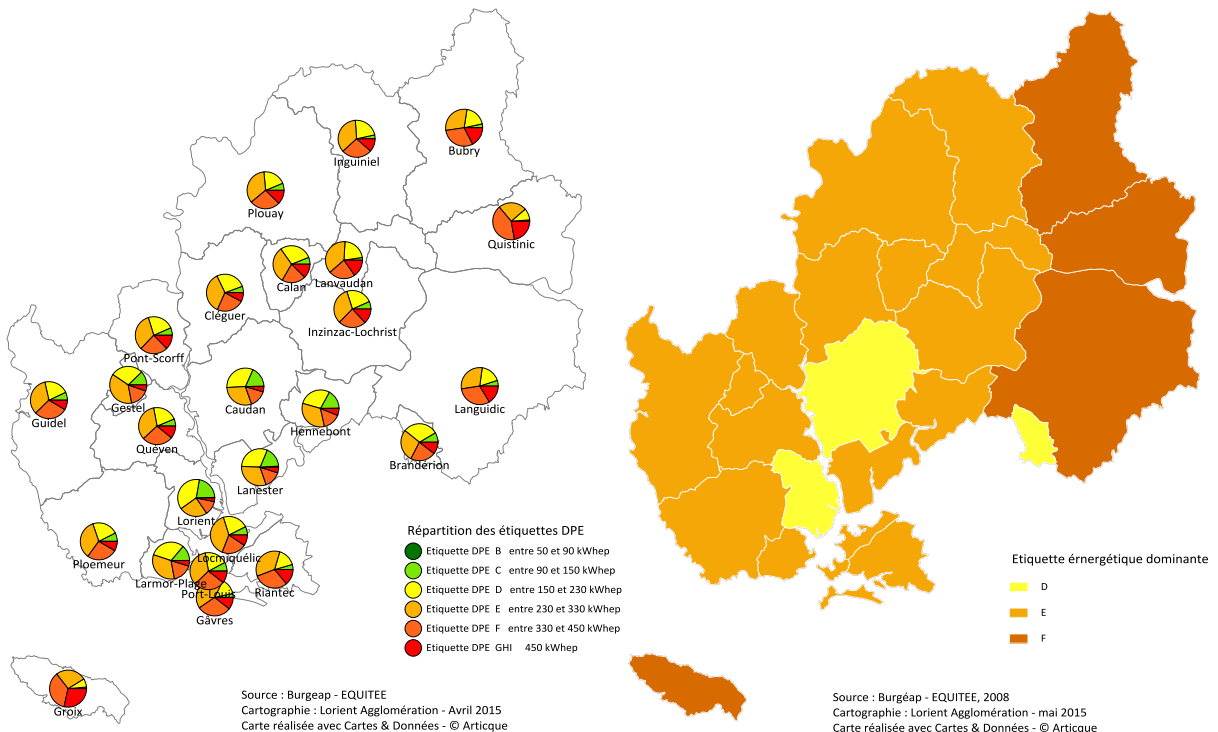 Inguiniel
Bubry
Plouay
Quistinic
Calan
Lanvaudan
Cléguer
Inzinzac-Lochrist
Pont-Scorff
Gestel
Guidel
Caudan
Hennebont
Languidic
Quéven
Branderion
Lanester
Lorient
Ploemeur
Locmiquélic
Larmor-Plage
Port-Louis
Riantec
Gâvres
Groix
Répartition des étiquettes DPE
Etiquette DPE B entre 50 et 90 kWhep
Etiquette DPE C entre 90 et 150 kWhep
Etiquette DPE D entre 150 et 230 kWhep
Etiquette DPE E entre 230 et 330 kWhep
Etiquette DPE F entre 330 et 450 kWhep
Etiquette DPE GHI 450 kWhep
Source : Burgeap - EQUITEE
Cartographie : Lorient Agglomération - Avril 2015
Carte réalisée avec Cartes & Données - © Articque
Etiquette énergétique dominante
D
E
F
Source : Burgéap - EQUITEE, 2008
Cartographie : Lorient Agglomération - mai 2015
Carte réalisée avec Cartes & Données - © Articque